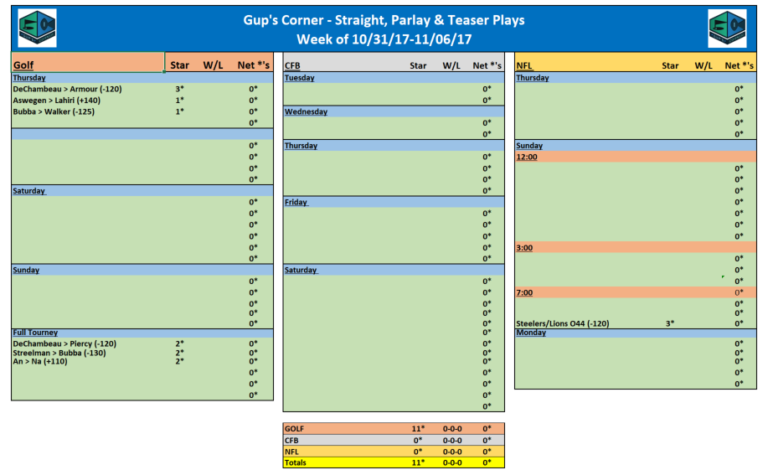 Gup's Corner - Straight, Parlay & Teaser Plays
Week of 10/31/17-11/06/17
Golf Star W/L Net *'s
Thursday
DeChambeau > Armour (-120) 3* 0*
Aswegen > Lahiri (+140) 1* 0*
Bubba > Walker (-125) 1* 0*
0*
0*
0*
0*
0*
Saturday
0*
0*
0*
0*
0*
0*
Sunday
0*
0*
0*
0*
0*
Full Tourney
DeChambeau > Piercy (-120) 2* 0*
Streelman > Bubba (-130) 2* 0*
An > Na (+110) 2* 0*
0*
0*
0*
CFB Star W/L Net *'s
Tuesday
0*
0*
Wednesday
0*
0*
Thursday
0*
0*
0*
0*
Friday
0*
0*
0*
0*
0*
Saturday
0*
0*
0*
0*
0*
0*
0*
0*
0*
0*
0*
0*
NFL Star W/L Net *'s
Thursday
0*
0*
0*
0*
0*
Sunday
12:00
0*
0*
0*
0*
0*
0*
0*
3:00
0*
0*
0*
7:00 0*
0*
0*
Steelers/Lions O44 (-120) 3* 0*
Monday
0*
0*
0*
0*
0*
GOLF 11* 0-0-0 0*
CFB 0* 0-0-0 0*
NFL 0* 0-0-0 0*
Totals 11* 0-0-0 0*